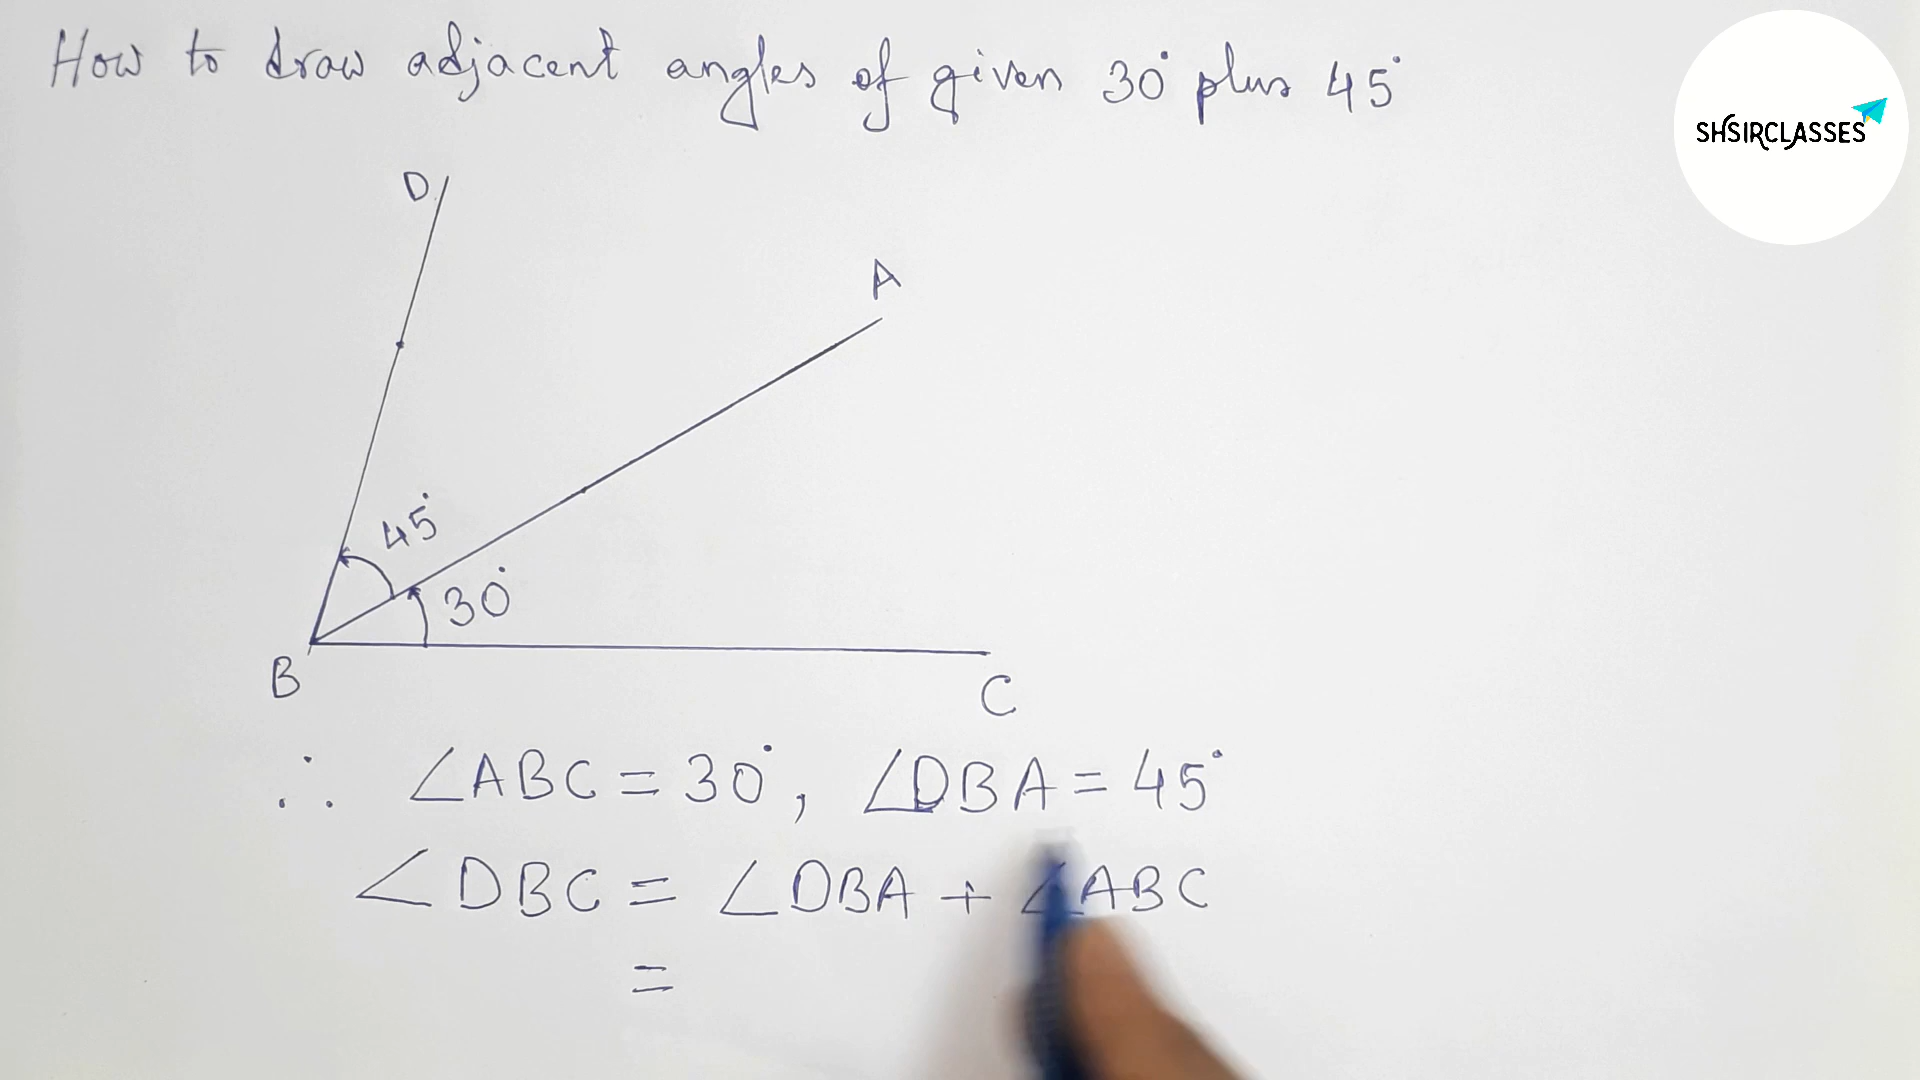 How to draw adjacent angles of given 30° plus 45°
SHSIRCLASSES
D
A
45°
30°
B
C
∴ ∠ABC = 30°, ∠DBA = 45°
∠DBC = ∠DBA + ∠ABC
=